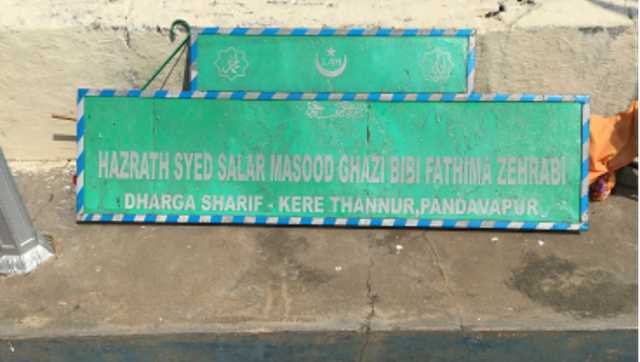 HAZRATH SYED SALAR MASOOD GHAZI BIBI FATHIMA ZEHRABI
DHARGA SHARIF - KERE THANNUR,PANDAVAPUR